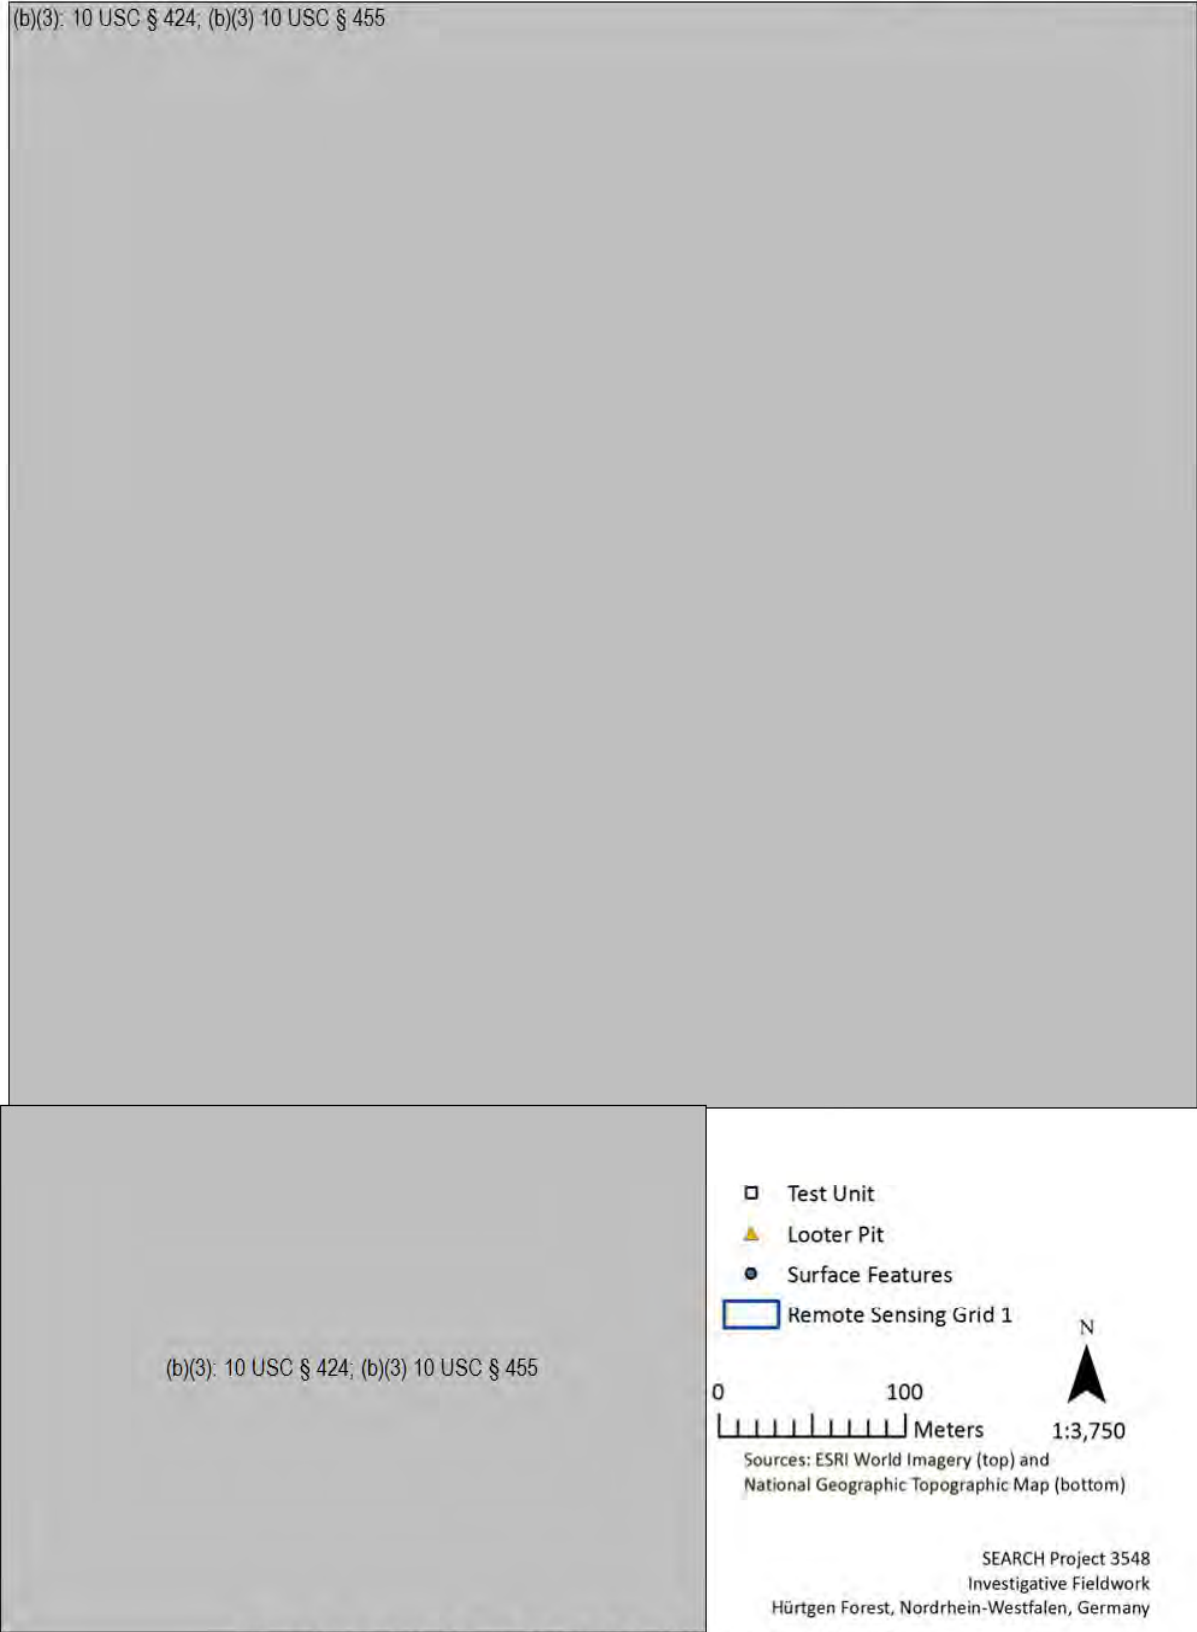 (b)(3): 10 USC § 424; (b)(3) 10 USC § 455
(b)(3): 10 USC § 424; (b)(3) 10 USC § 455
Test Unit
Looter Pit
Surface Features
Remote Sensing Grid 1
N
0 100
Meters
1:3,750
Sources: ESRI World Imagery (top) and
National Geographic Topographic Map (bottom)
SEARCH Project 3548
Investigative Fieldwork
Hürtgen Forest, Nordrhein-Westfalen, Germany